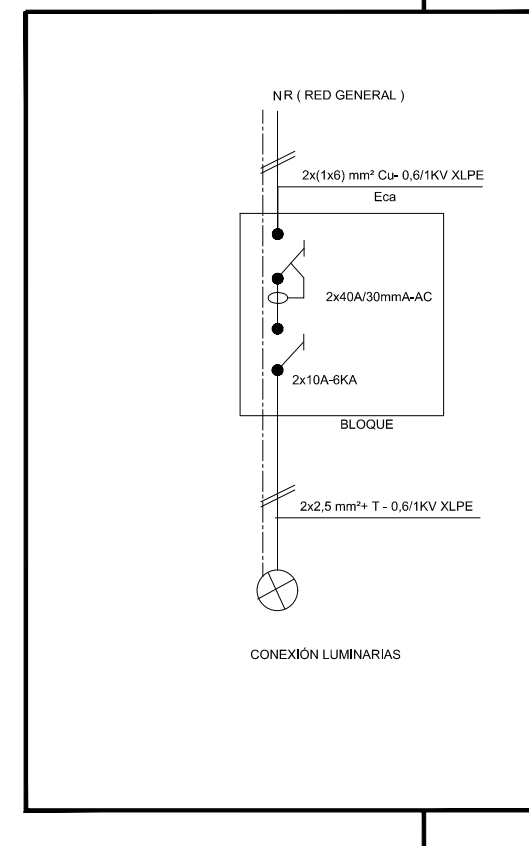 NR ( RED GENERAL )
2x(1x6) mm² Cu- 0,6/1KV XLPE
Eca
2x40A/30mmA-AC
2x10A-6KA
BLOQUE
2x2,5 mm²+ T - 0,6/1KV XLPE
CONEXIÓN LUMINARIAS